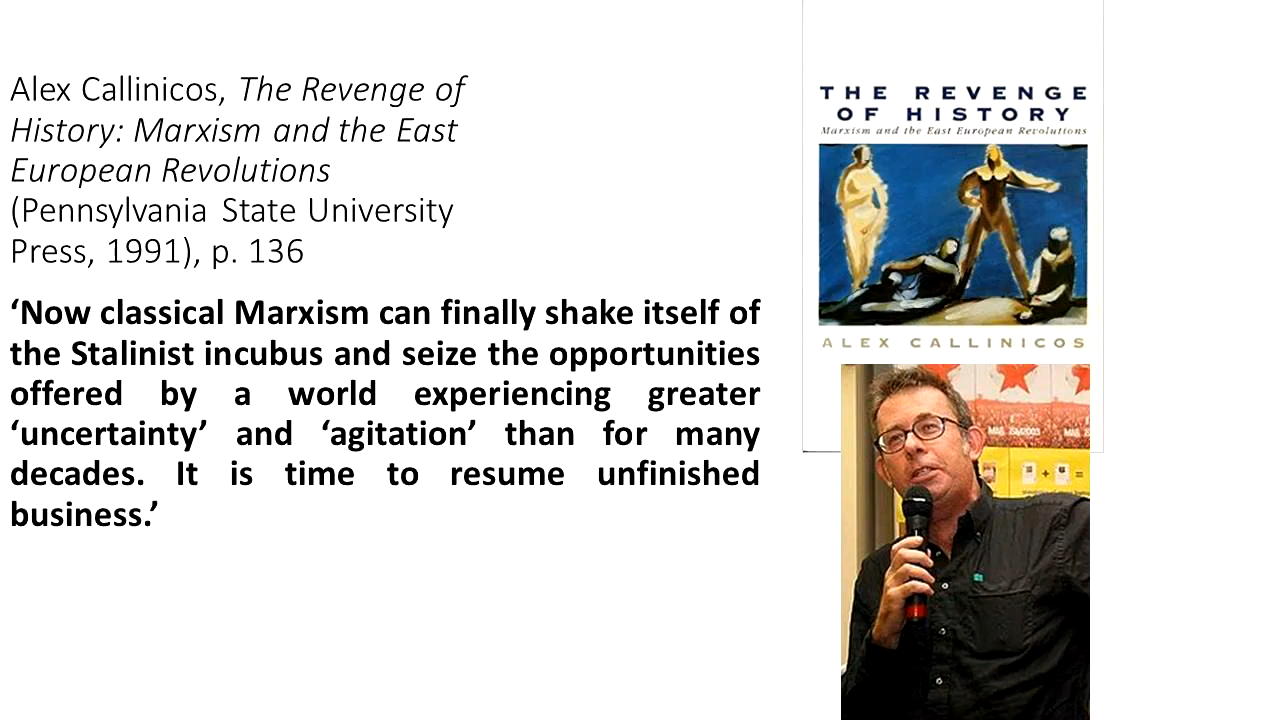 Alex Callinicos, The Revenge of
History: Marxism and the East
European Revolutions
(Pennsylvania State University
Press, 1991), p. 136
‘Now classical Marxism can finally shake itself of
the Stalinist incubus and seize the opportunities
offered by a world experiencing greater
‘uncertainty’ and ‘agitation’ than for many
decades. It is time to resume unfinished
business.’
THE REVENGE
OF HISTORY
Marxism and the East European Revolutions
ALEX CALLINICOS